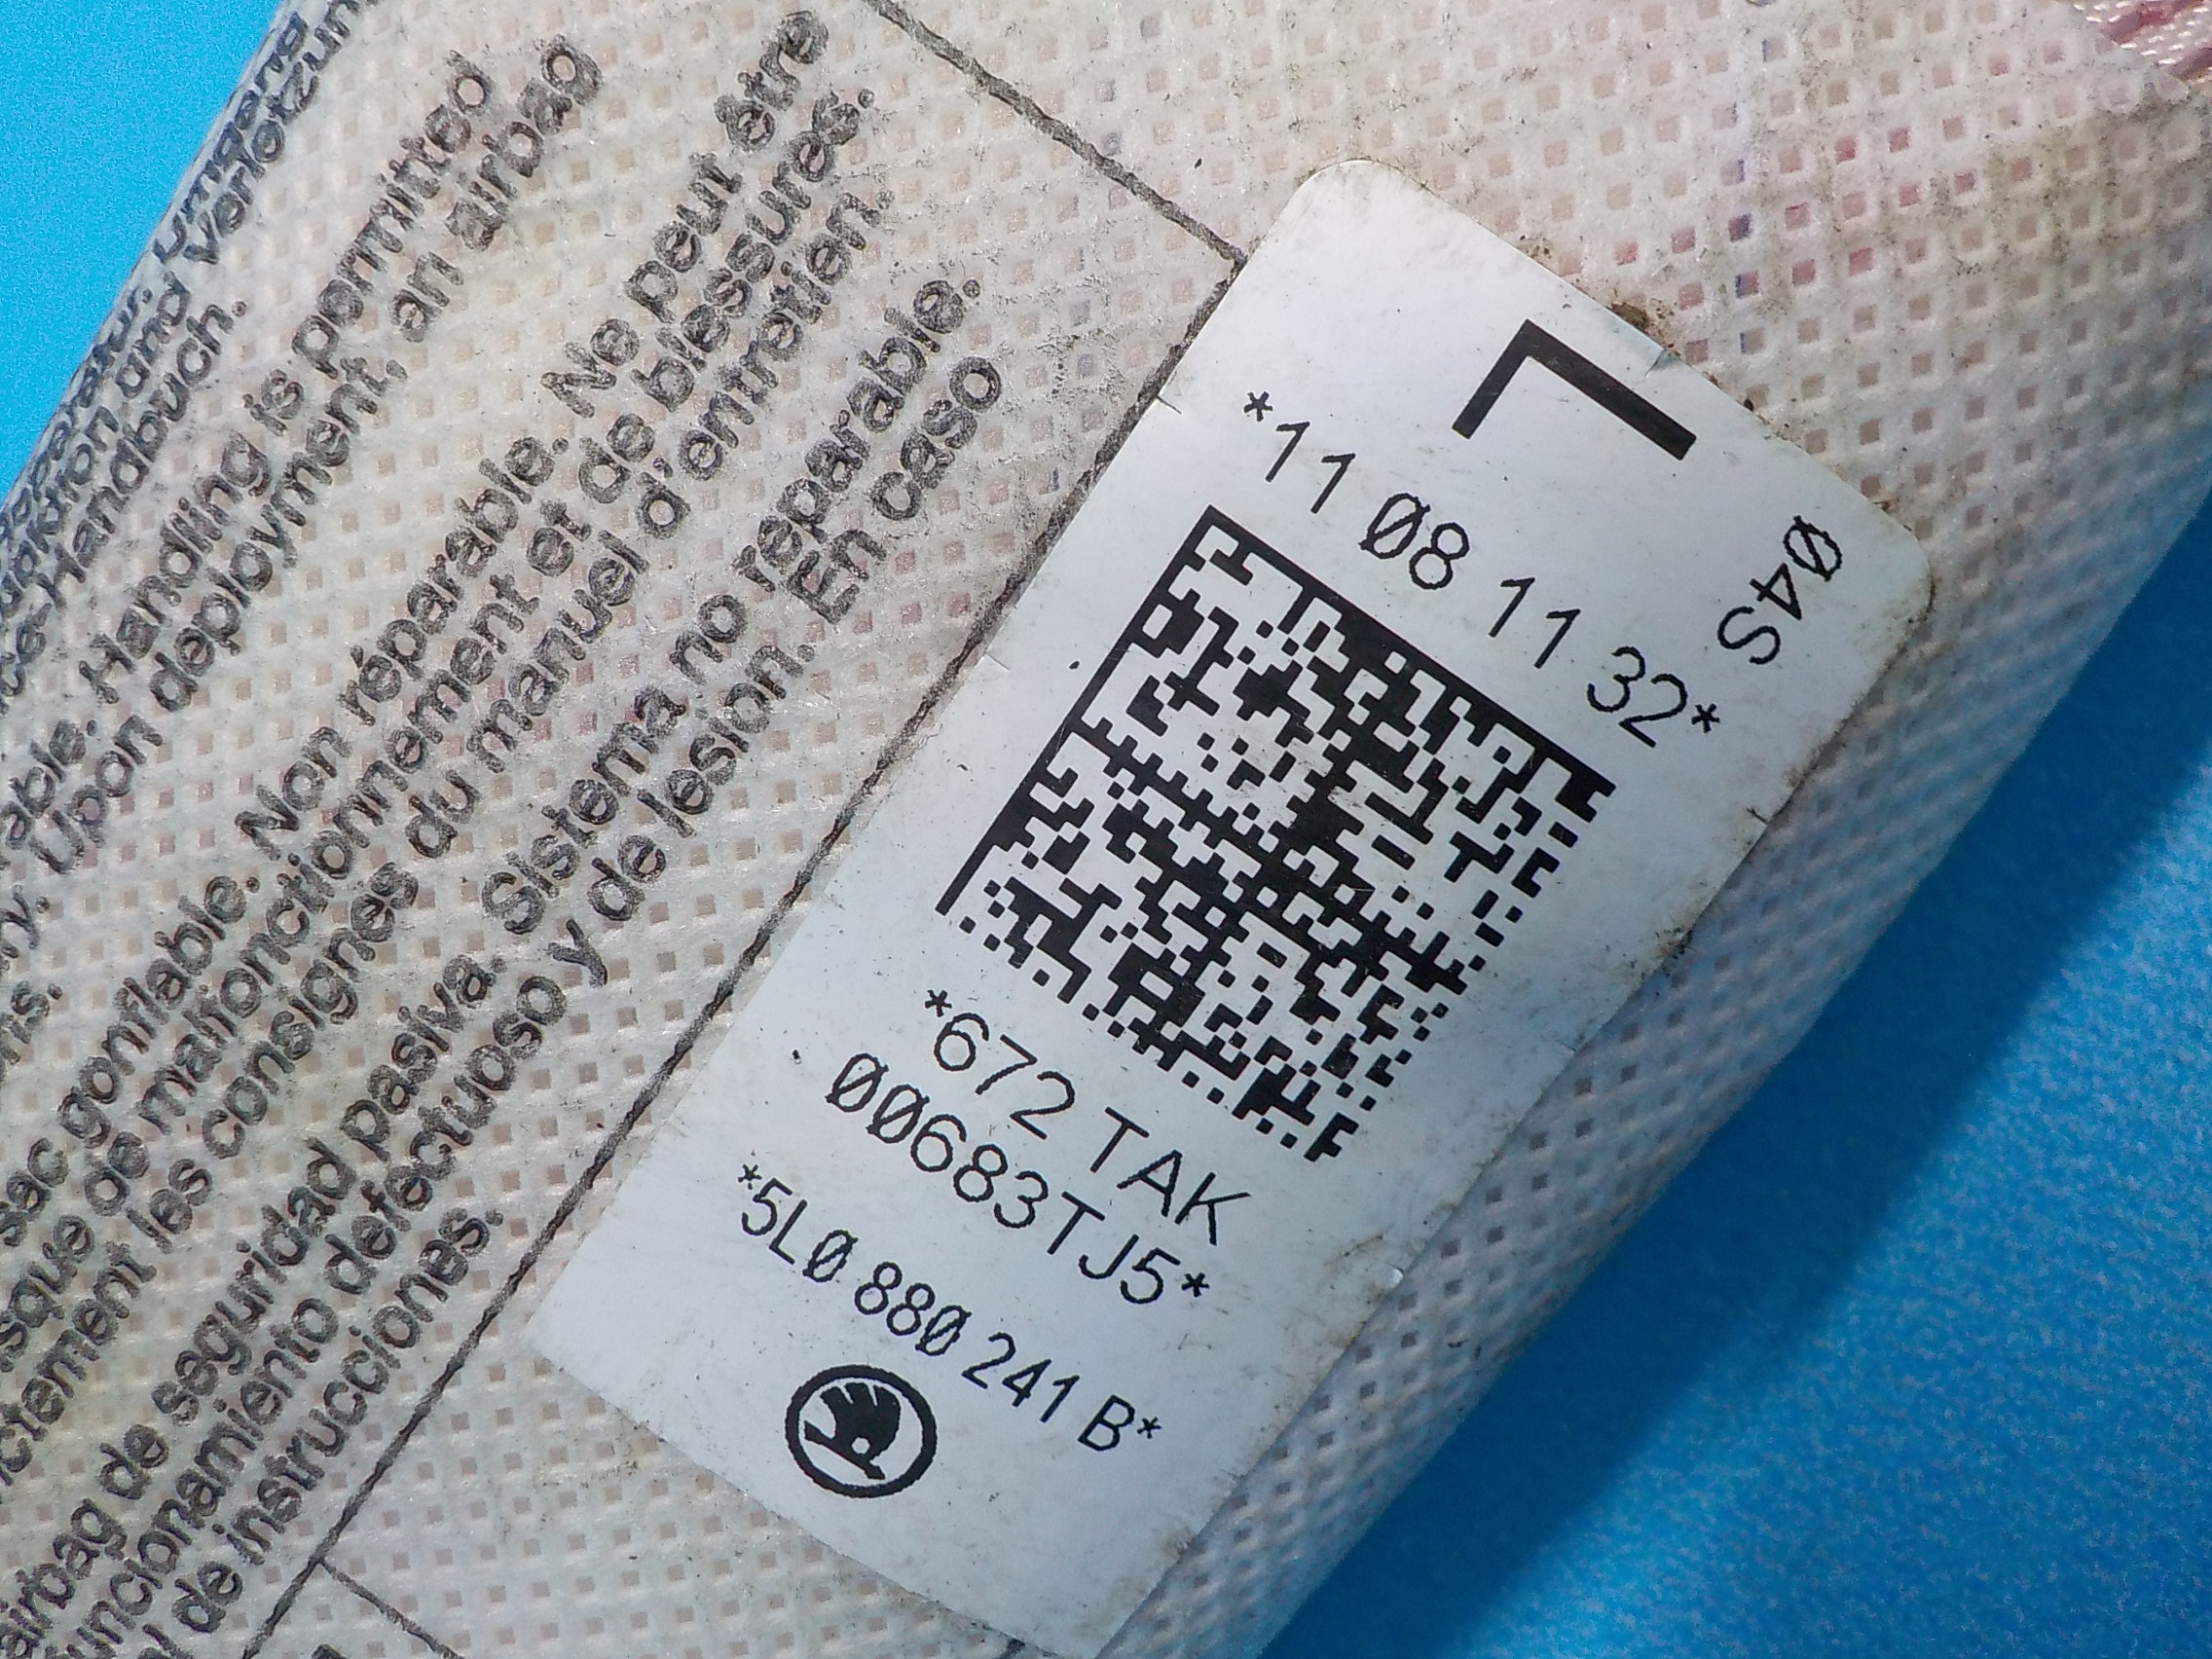 umgang
verletzun
Handbuch.
able. Handling is permitted
Upon deployment, an airbag
sac gonflable. Non réparable. Ne peut être
de malfonctionnement et de blessures.
les consignes du manuel d'entretien.
airbag de seguridad pasiva. Sistema no reparable.
defectuoso y de lesión. En caso
de instrucciones.
04S
*11 08 11 32*
*672 TAK
00683TJ5*
*5L0 880 241 B*